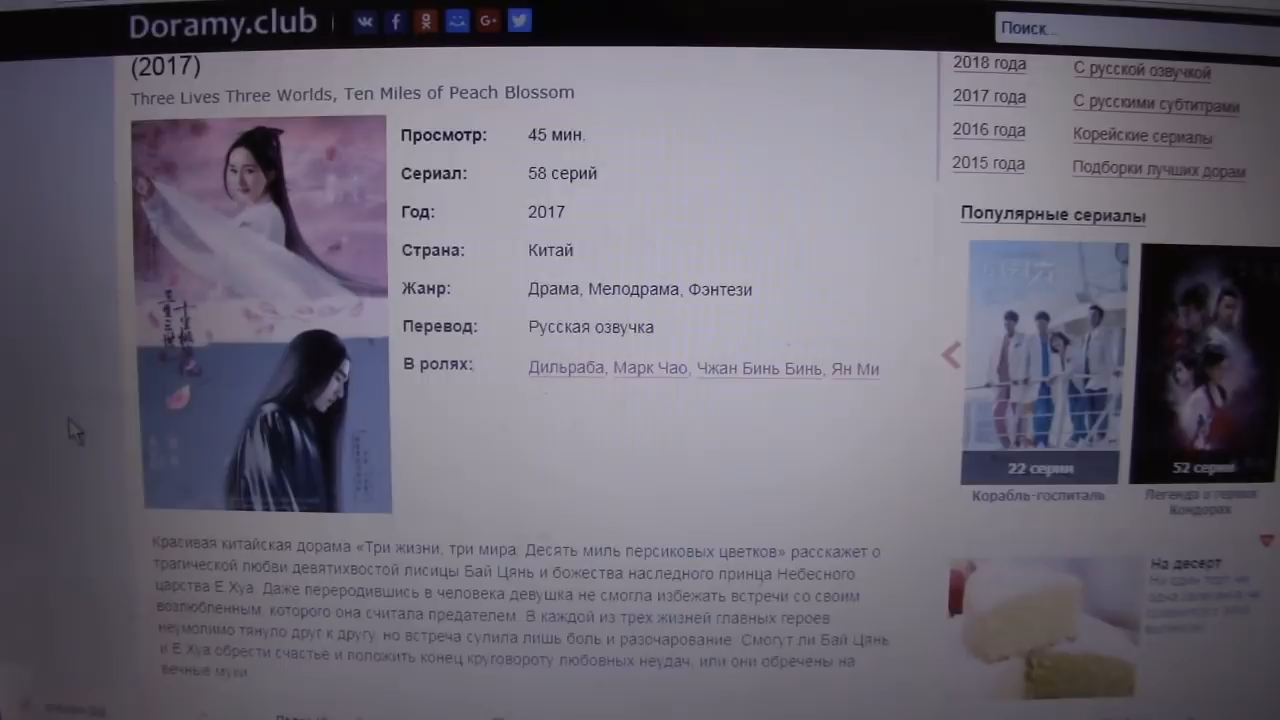 Doramy.club
Поиск...
(2017)
Three Lives Three Worlds, Ten Miles of Peach Blossom
Просмотр: 45 мин.
Сериал: 58 серий
Год: 2017
Страна: Китай
Жанр: Драма, Мелодрама, Фэнтези
Перевод: Русская озвучка
В ролях: Дильраба, Марк Чао, Чжан Бинь Бинь, Ян Ми
Красивая китайская дорама «Три жизни, три мира. Десять миль персиковых цветков» расскажет о
трагической любви девятихвостой лисицы Бай Цянь и божества наследного принца Небесного
царства Е Хуа. Даже переродившись в человека девушка не смогла избежать встречи со своим
возлюбленным, которого она считала предателем. В каждой из трех жизней главных героев
неумолимо тянуло друг к другу, но встреча сулила лишь боль и разочарование. Смогут ли Бай Цянь
и Е Хуа обрести счастье и положить конец круговороту любовных неудач, или они обречены на
вечные муки
2018 года С русской озвучкой
2017 года С русскими субтитрами
2016 года Корейские сериалы
2015 года Подборки лучших дорам
Популярные сериалы
22 серии
Корабль-госпиталь
52 серии
Легенда о героях
Кондорах
На десерт